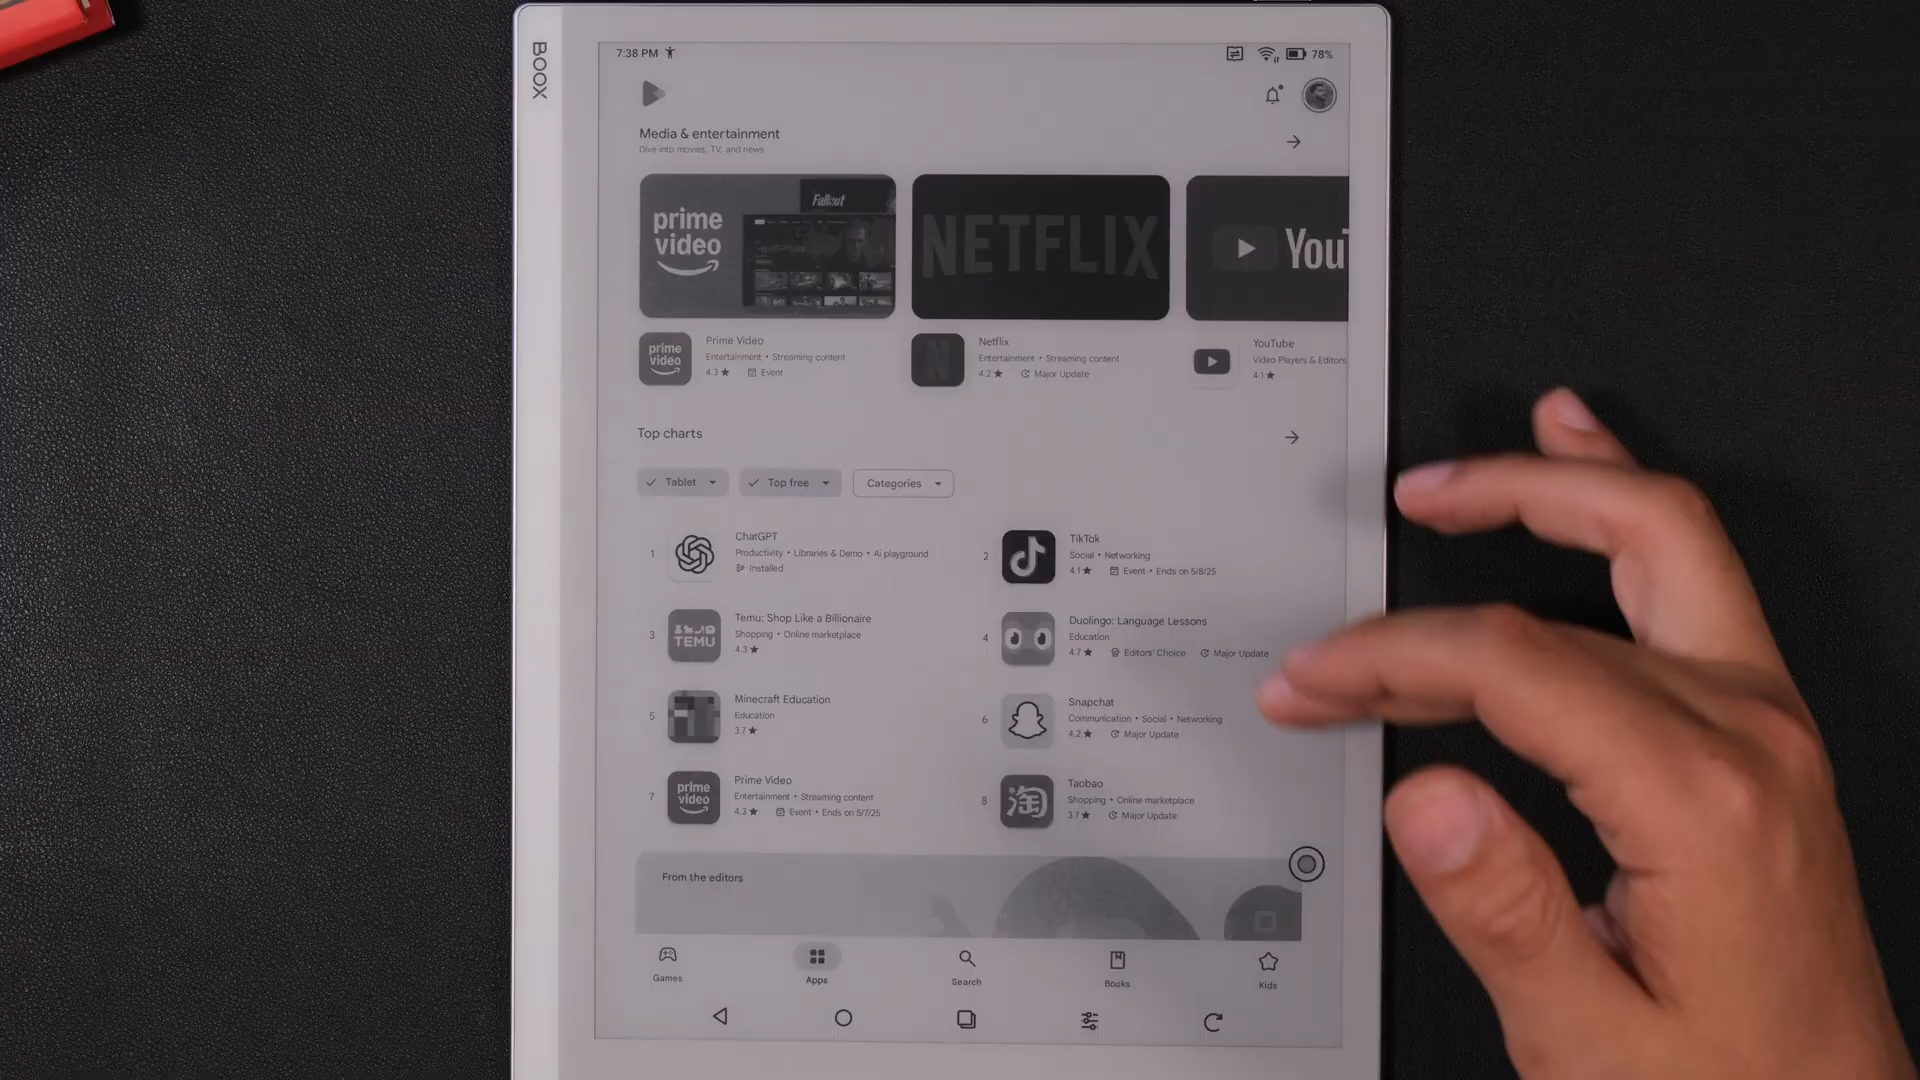 BOOX
7:38 PM
78%
Media & entertainment
Dive into movies, TV, and news
prime
video
Fallout
NETFLIX
You
prime
video
Prime Video
Entertainment • Streaming content
4.3★ Event
N
Netflix
Entertainment • Streaming content
4.2★ Major Update
YouTube
Video Players & Editors
4.1★
Top charts
Tablet
Top free
Categories
1
ChatGPT
Productivity • Libraries & Demo • AI playground
Installed
2
TikTok
Social • Networking
4.1★ Event • Ends on 5/8/25
3
TEMU
Temu: Shop Like a Billionaire
Shopping • Online marketplace
4.3★
4
Duolingo: Language Lessons
Education
4.7★ Editors' Choice Major Update
5
Minecraft Education
Education
3.7★
6
Snapchat
Communication • Social • Networking
4.2★ Major Update
7
prime
video
Prime Video
Entertainment • Streaming content
4.3★ Event • Ends on 5/7/25
8
淘
Taobao
Shopping • Online marketplace
3.7★ Major Update
From the editors
Games
Apps
Search
Books
Kids